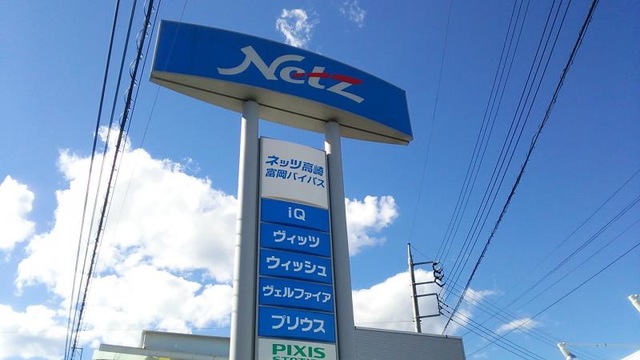 Netz
ネッツ高崎
富岡バイパス
iQ
ヴィッツ
ウィッシュ
ヴェルファイア
プリウス
PIXIS
STORE